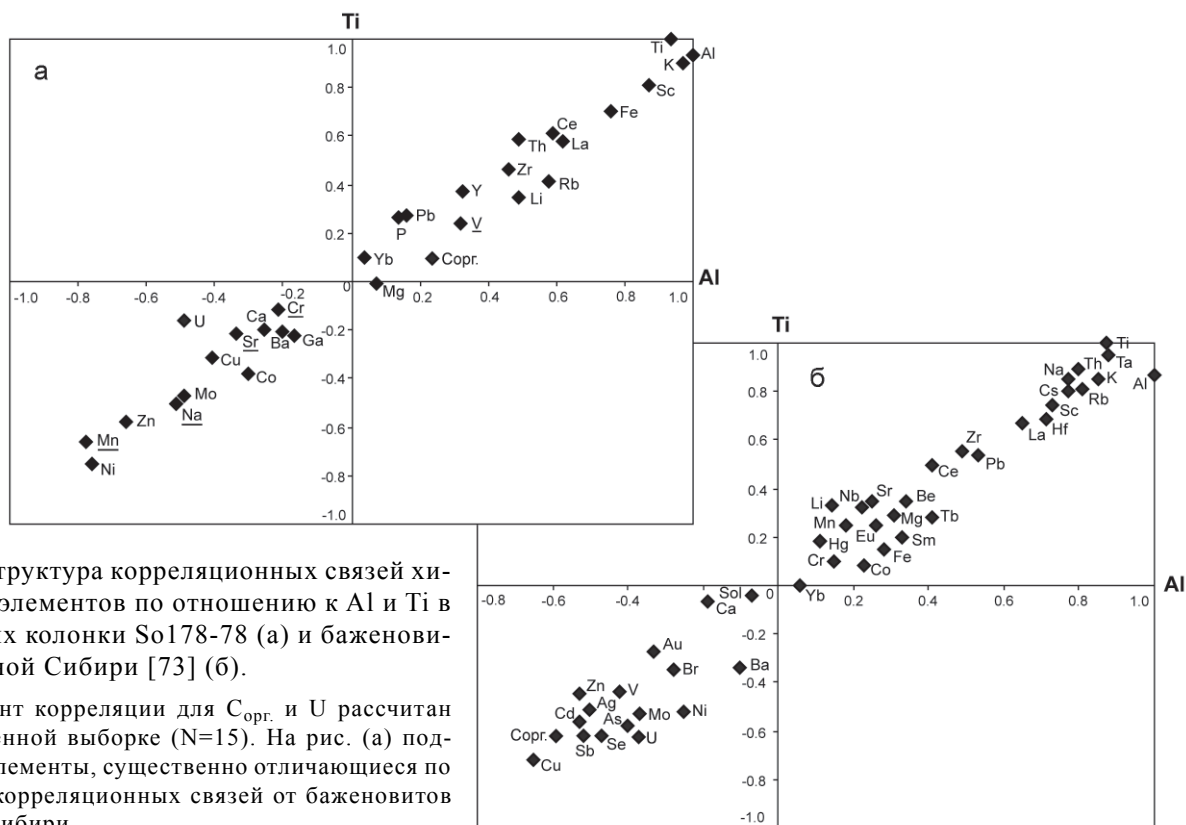 Ti
а
1.0
Ti
Al
K
0.8
Sc
Fe
0.6
Ce
Th
La
Zr
0.4
Y
Rb
Li
0.2
P
Pb
V
Yb
Сорг.
Al
-1.0 -0.8 -0.6 -0.4 -0.2 0 0.2 0.4 0.6 0.8 1.0
Mg
Cr
U
Ca
Sr
Ba
Ga
-0.2
Cu
Co
-0.4
Mo
Na
Zn
-0.6
Mn
Ni
-0.8
-1.0
Ti
б
1.0
Ti
Ta
Na
Th
K
Al
0.8
Cs
Rb
Sc
La
Hf
0.6
Zr
Ce
Pb
0.4
Li
Nb
Sr
Be
Mn
Eu
Mg
Tb
0.2
Hg
Sm
Cr
Co
Fe
Al
-0.8 -0.4 0 0.2 0.4 0.6 0.8 1.0
Yb
Sol
Ca
-0.2
Au
Br
Ba
-0.4
Zn
V
Ag
Cd
As
Mo
Ni
-0.6
Сорг.
Sb
Se
U
Cu
-0.8
-1.0
труктура корреляционных связей хи-
элементов по отношению к Al и Ti в
х колонки So178-78 (а) и баженови-
ной Сибири [73] (б).
нт корреляции для Cорг. и U рассчитан
енной выборке (N=15). На рис. (а) под-
лементы, существенно отличающиеся по
корреляционных связей от баженовитов
ибири.